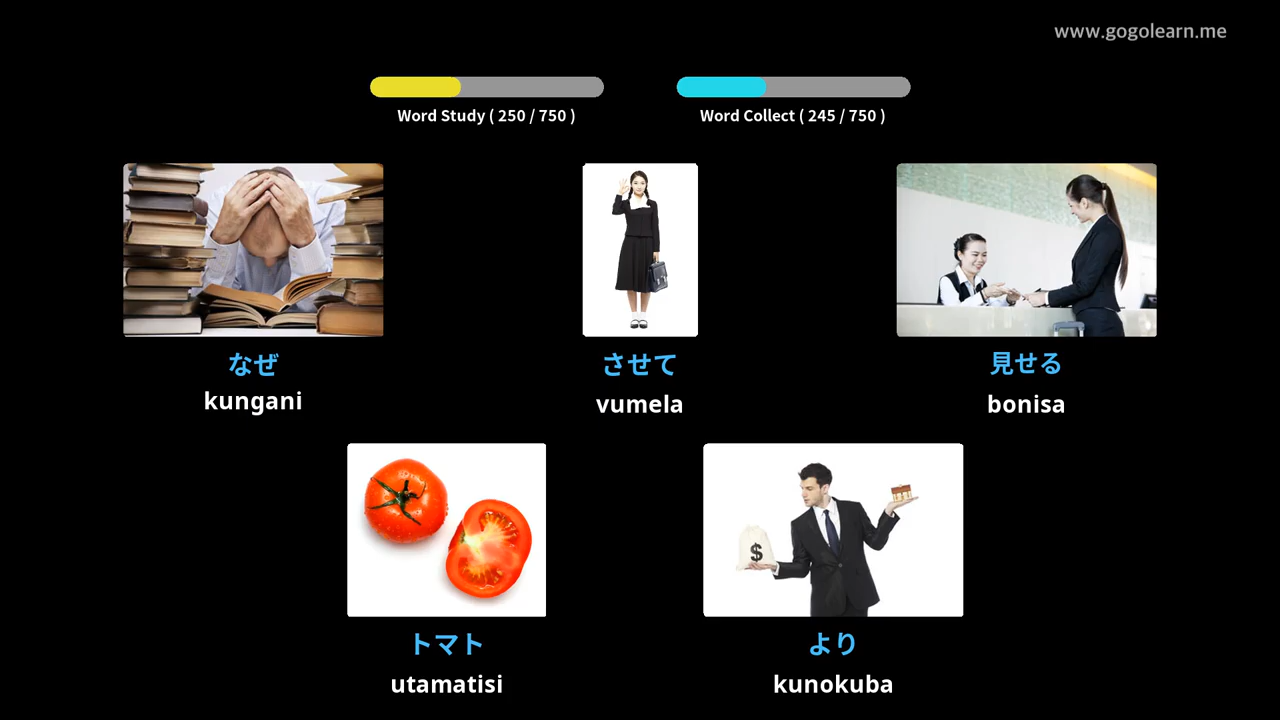 www.gogolearn.me
Word Study ( 250 / 750 )
Word Collect ( 245 / 750 )
なぜ
kungani
させて
vumela
見せる
bonisa
$
トマト
utamatisi
より
kunokuba